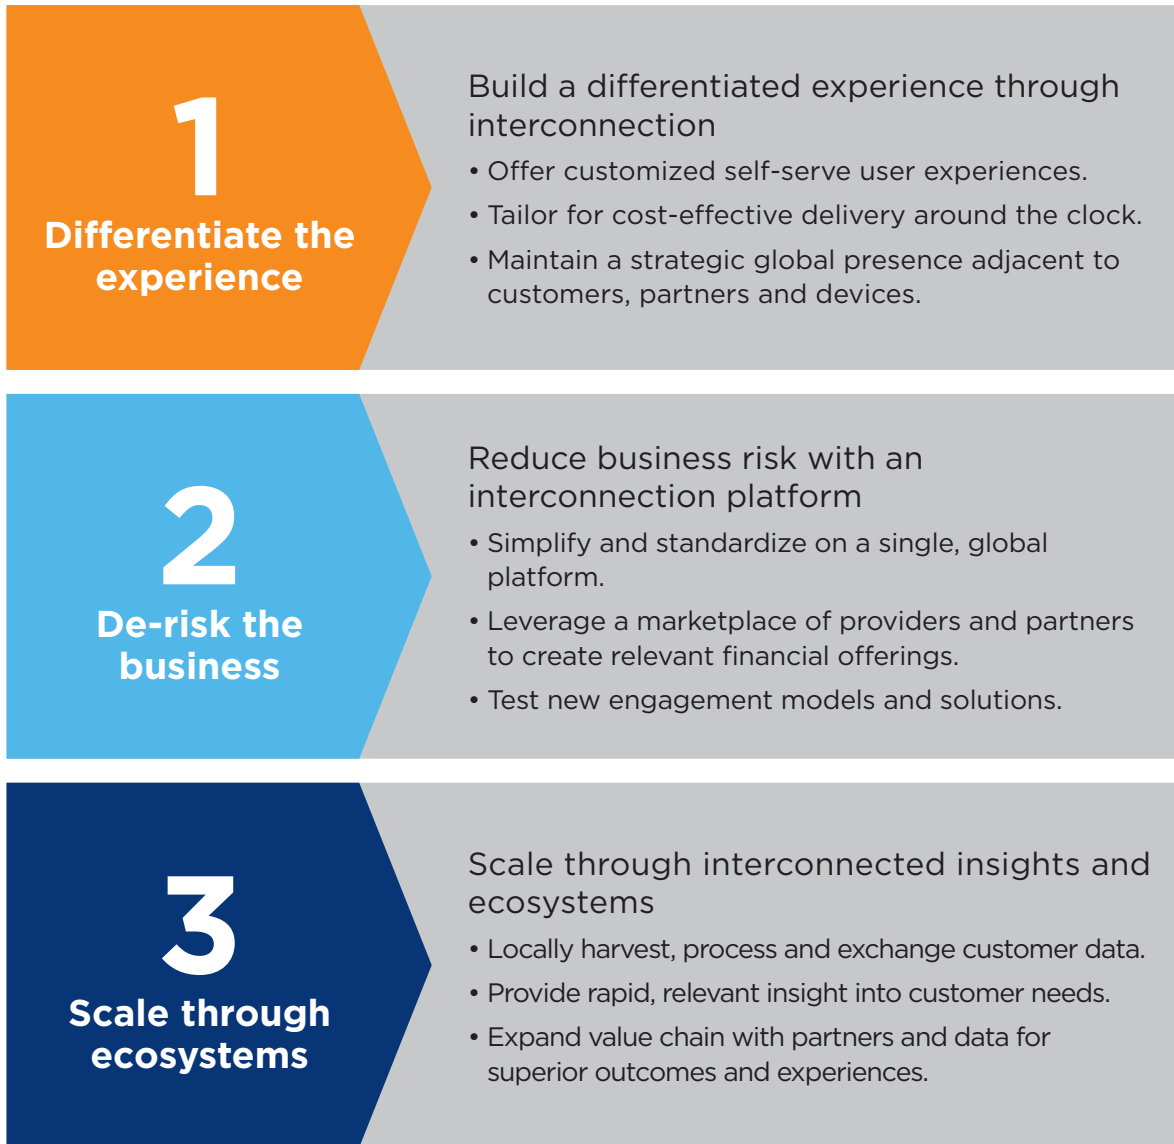 1
Differentiate the
experience
Build a differentiated experience through
interconnection
• Offer customized self-serve user experiences.
• Tailor for cost-effective delivery around the clock.
• Maintain a strategic global presence adjacent to
customers, partners and devices.
2
De-risk the
business
Reduce business risk with an
interconnection platform
• Simplify and standardize on a single, global
platform.
• Leverage a marketplace of providers and partners
to create relevant financial offerings.
• Test new engagement models and solutions.
3
Scale through
ecosystems
Scale through interconnected insights and
ecosystems
• Locally harvest, process and exchange customer data.
• Provide rapid, relevant insight into customer needs.
• Expand value chain with partners and data for
superior outcomes and experiences.